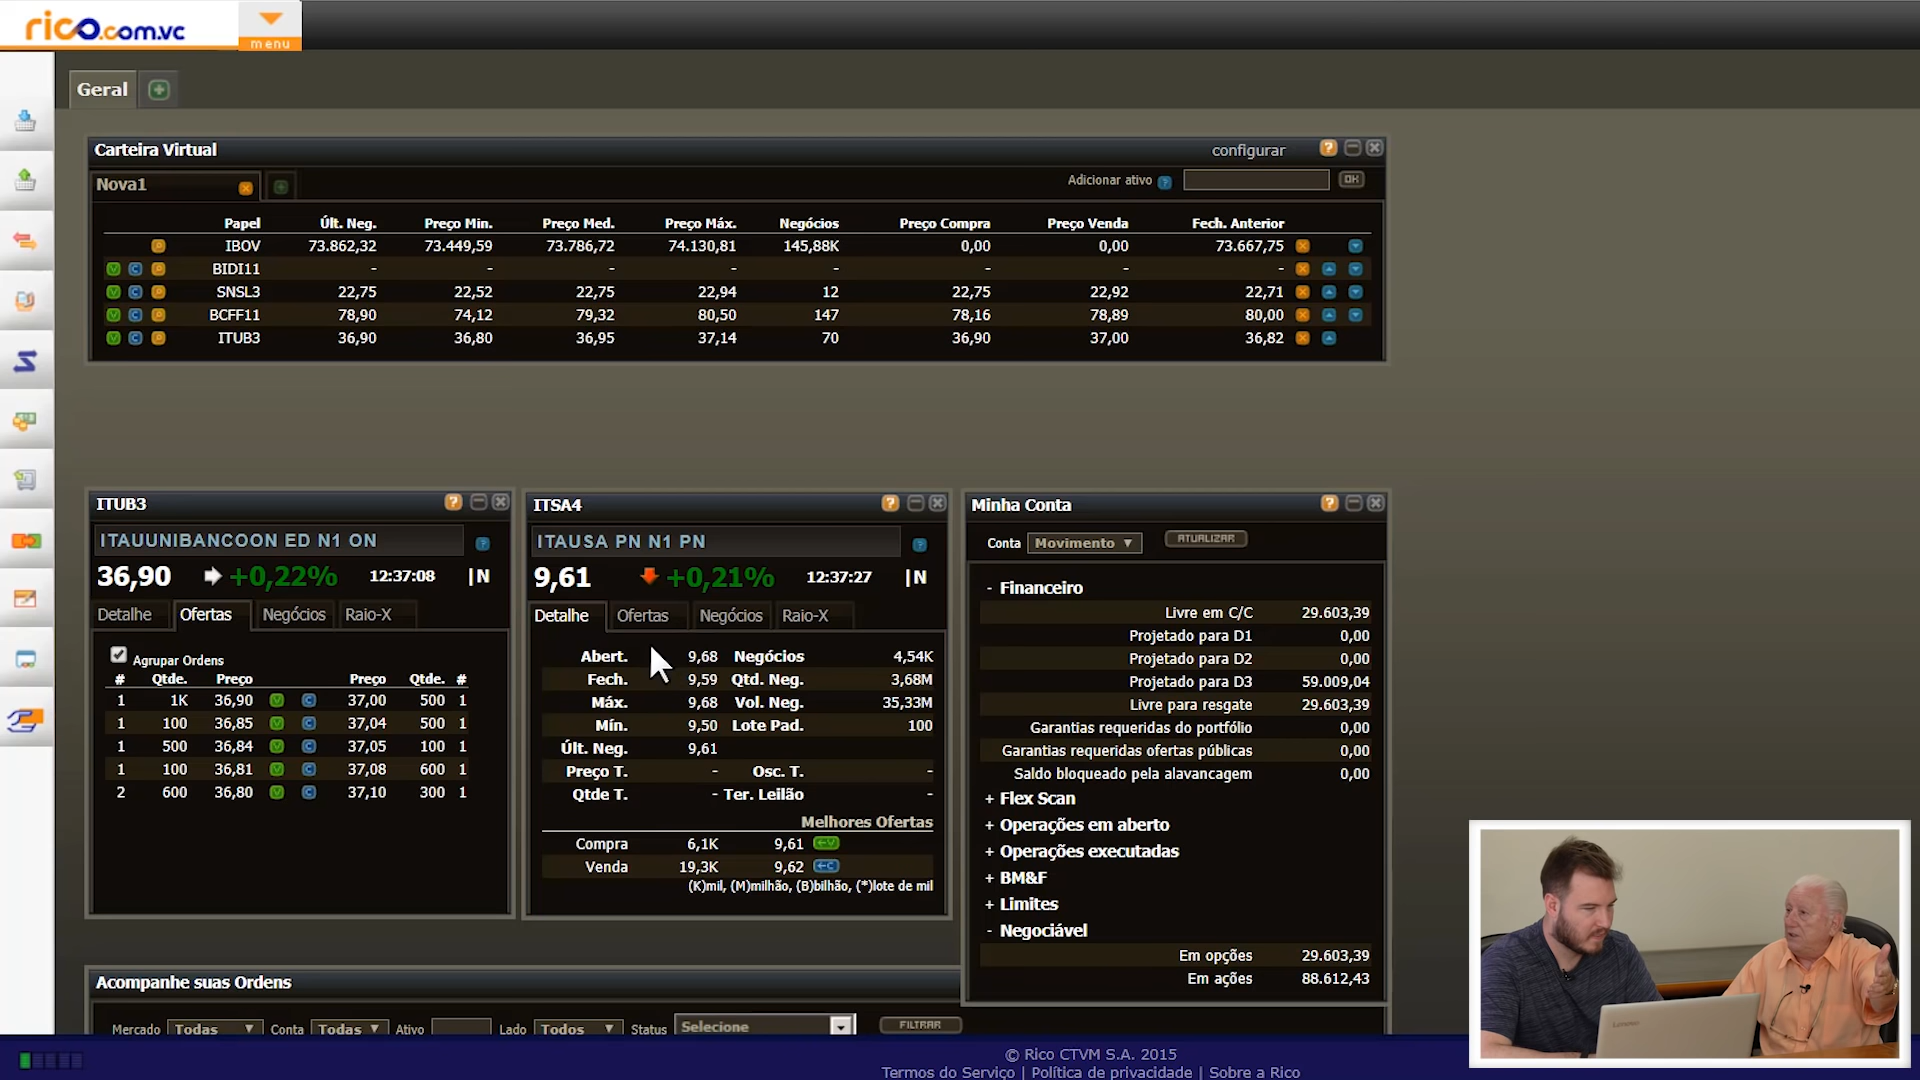 rico.com.vc
menu
Geral
Carteira Virtual configurar
Nova1 Adicionar ativo OK
Papel Últ. Neg. Preço Min. Preço Med. Preço Máx. Negócios Preço Compra Preço Venda Fech. Anterior
IBOV 73.862,32 73.449,59 73.786,72 74.130,81 145,88K 0,00 0,00 73.667,75
BIDI11 - - - - - - - -
SNSL3 22,75 22,52 22,75 22,94 12 22,75 22,92 22,71
BCFF11 78,90 74,12 79,32 80,50 147 78,16 78,89 80,00
ITUB3 36,90 36,80 36,95 37,14 70 36,90 37,00 36,82
ITUB3
ITAUUNIBANCOON ED N1 ON
36,90 +0,22% 12:37:08 |N
Detalhe Ofertas Negócios Raio-X
Agrupar Ordens
# Qtde. Preço Preço Qtde. #
1 1K 36,90 V C 37,00 500 1
1 100 36,85 V C 37,04 500 1
1 500 36,84 V C 37,05 100 1
1 100 36,81 V C 37,08 600 1
2 600 36,80 V C 37,10 300 1
ITSA4
ITAUSA PN N1 PN
9,61 +0,21% 12:37:27 |N
Detalhe Ofertas Negócios Raio-X
Abert. 9,68 Negócios 4,54K
Fech. 9,59 Qtd. Neg. 3,68M
Máx. 9,68 Vol. Neg. 35,33M
Mín. 9,50 Lote Pad. 100
Últ. Neg. 9,61
Preço T. - Osc. T. -
Qtde T. - Ter. Leilão -
Melhores Ofertas
Compra 6,1K 9,61
Venda 19,3K 9,62
(K)mil, (M)milhão, (B)bilhão, (*)lote de mil
Minha Conta
Conta Movimento ATUALIZAR
- Financeiro
Livre em C/C 29.603,39
Projetado para D1 0,00
Projetado para D2 0,00
Projetado para D3 59.009,04
Livre para resgate 29.603,39
Garantias requeridas do portfólio 0,00
Garantias requeridas ofertas públicas 0,00
Saldo bloqueado pela alavancagem 0,00
+ Flex Scan
+ Operações em aberto
+ Operações executadas
+ BM&F
+ Limites
- Negociável
Em opções 29.603,39
Em ações 88.612,43
Acompanhe suas Ordens
Mercado Todas Conta Todas Ativo Lado Todos Status Selecione FILTRAR
© Rico CTVM S.A. 2015
Termos do Serviço | Política de privacidade | Sobre a Rico